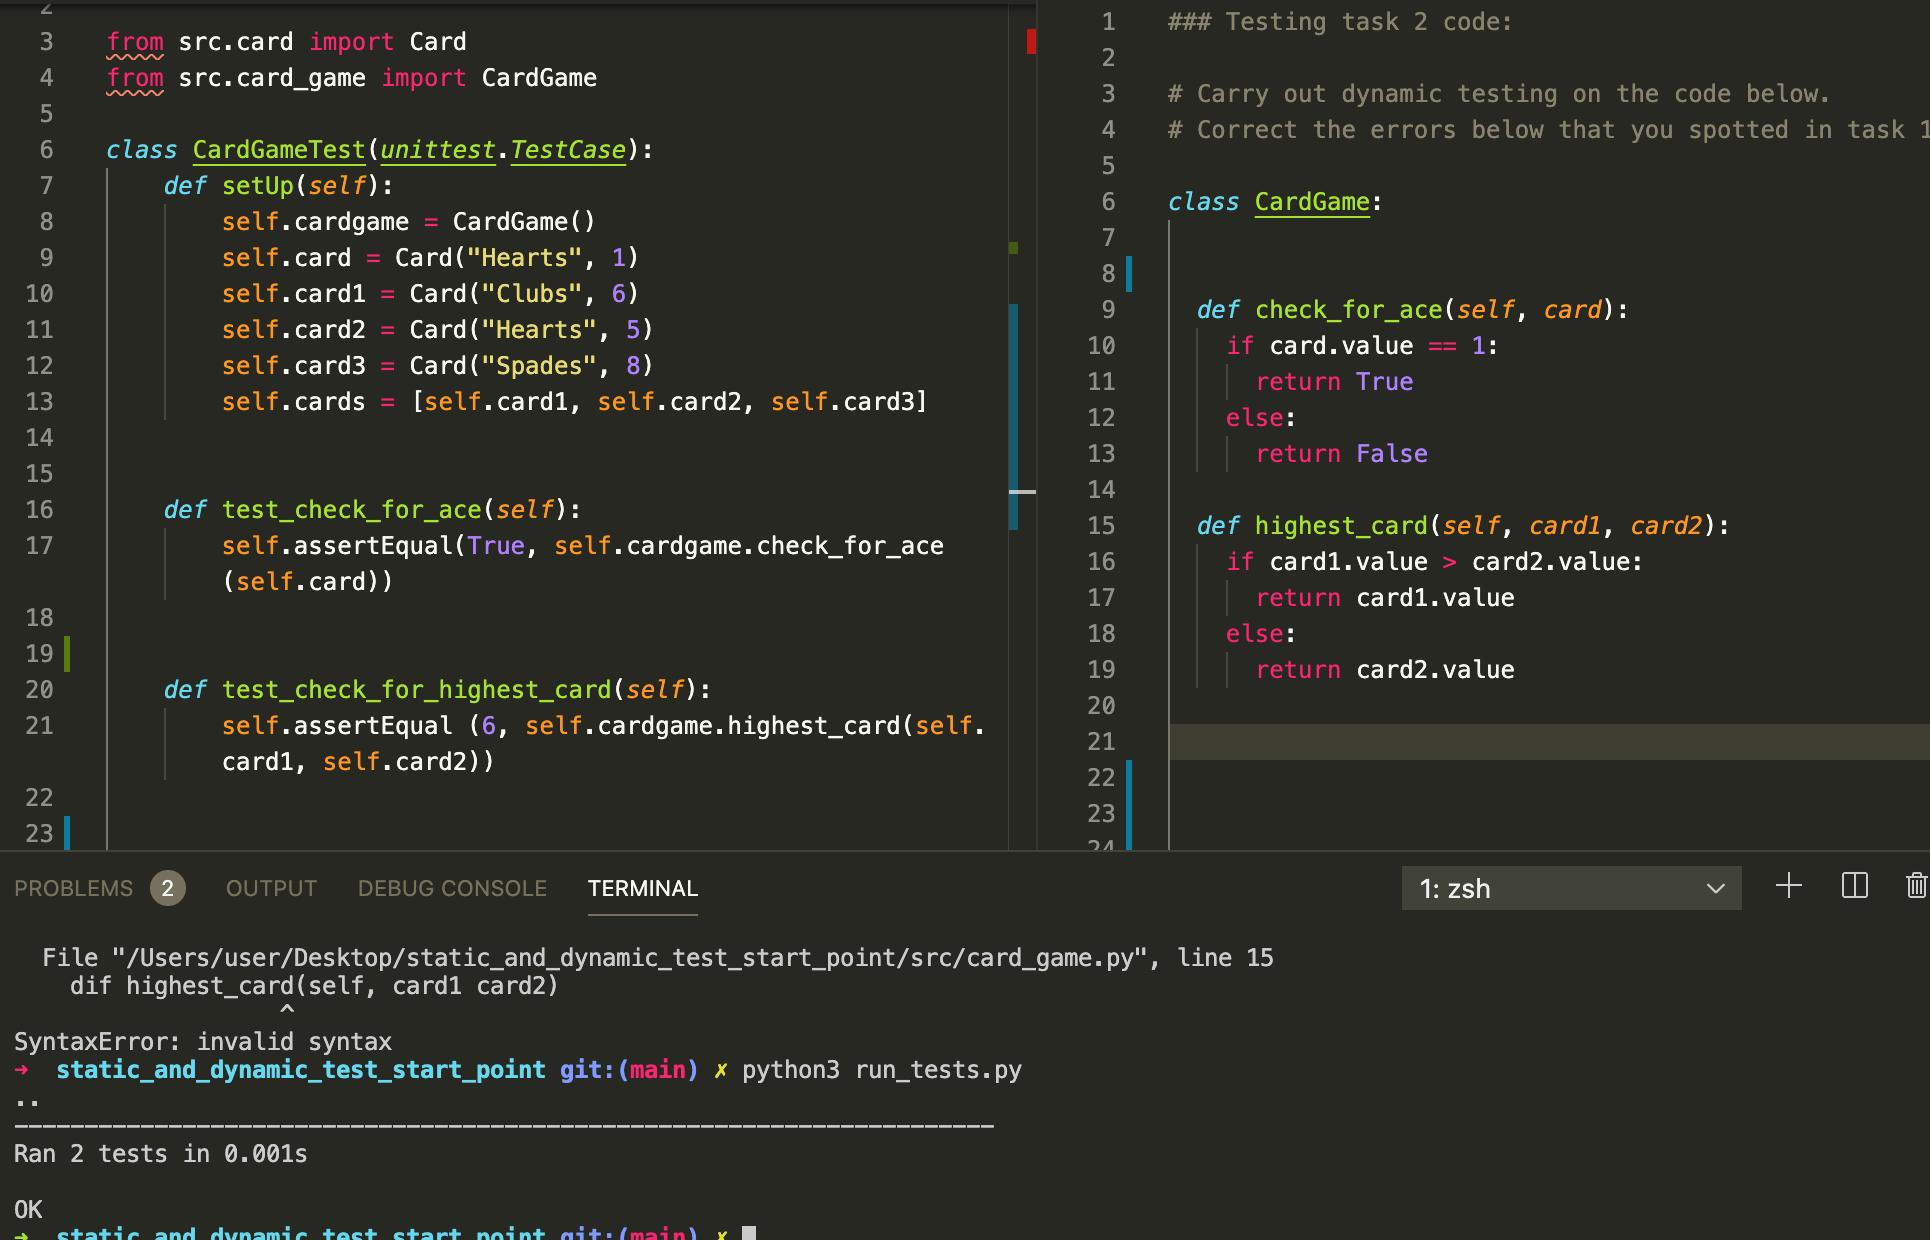 2
3 from src.card import Card
4 from src.card_game import CardGame
5
6 class CardGameTest(unittest.TestCase):
7 def setUp(self):
8 self.cardgame = CardGame()
9 self.card = Card("Hearts", 1)
10 self.card1 = Card("Clubs", 6)
11 self.card2 = Card("Hearts", 5)
12 self.card3 = Card("Spades", 8)
13 self.cards = [self.card1, self.card2, self.card3]
14
15
16 def test_check_for_ace(self):
17 self.assertEqual(True, self.cardgame.check_for_ace
(self.card))
18
19
20 def test_check_for_highest_card(self):
21 self.assertEqual (6, self.cardgame.highest_card(self.
card1, self.card2))
22
23
1 ### Testing task 2 code:
2
3 # Carry out dynamic testing on the code below.
4 # Correct the errors below that you spotted in task 1
5
6 class CardGame:
7
8
9 def check_for_ace(self, card):
10 if card.value == 1:
11 return True
12 else:
13 return False
14
15 def highest_card(self, card1, card2):
16 if card1.value > card2.value:
17 return card1.value
18 else:
19 return card2.value
20
21
22
23
24
PROBLEMS 2 OUTPUT DEBUG CONSOLE TERMINAL 1: zsh
File "/Users/user/Desktop/static_and_dynamic_test_start_point/src/card_game.py", line 15
dif highest_card(self, card1 card2)
^
SyntaxError: invalid syntax
➜ static_and_dynamic_test_start_point git:(main) ✗ python3 run_tests.py
..
----------------------------------------------------------------------
Ran 2 tests in 0.001s

OK
➜ static_and_dynamic_test_start_point git:(main) ✗